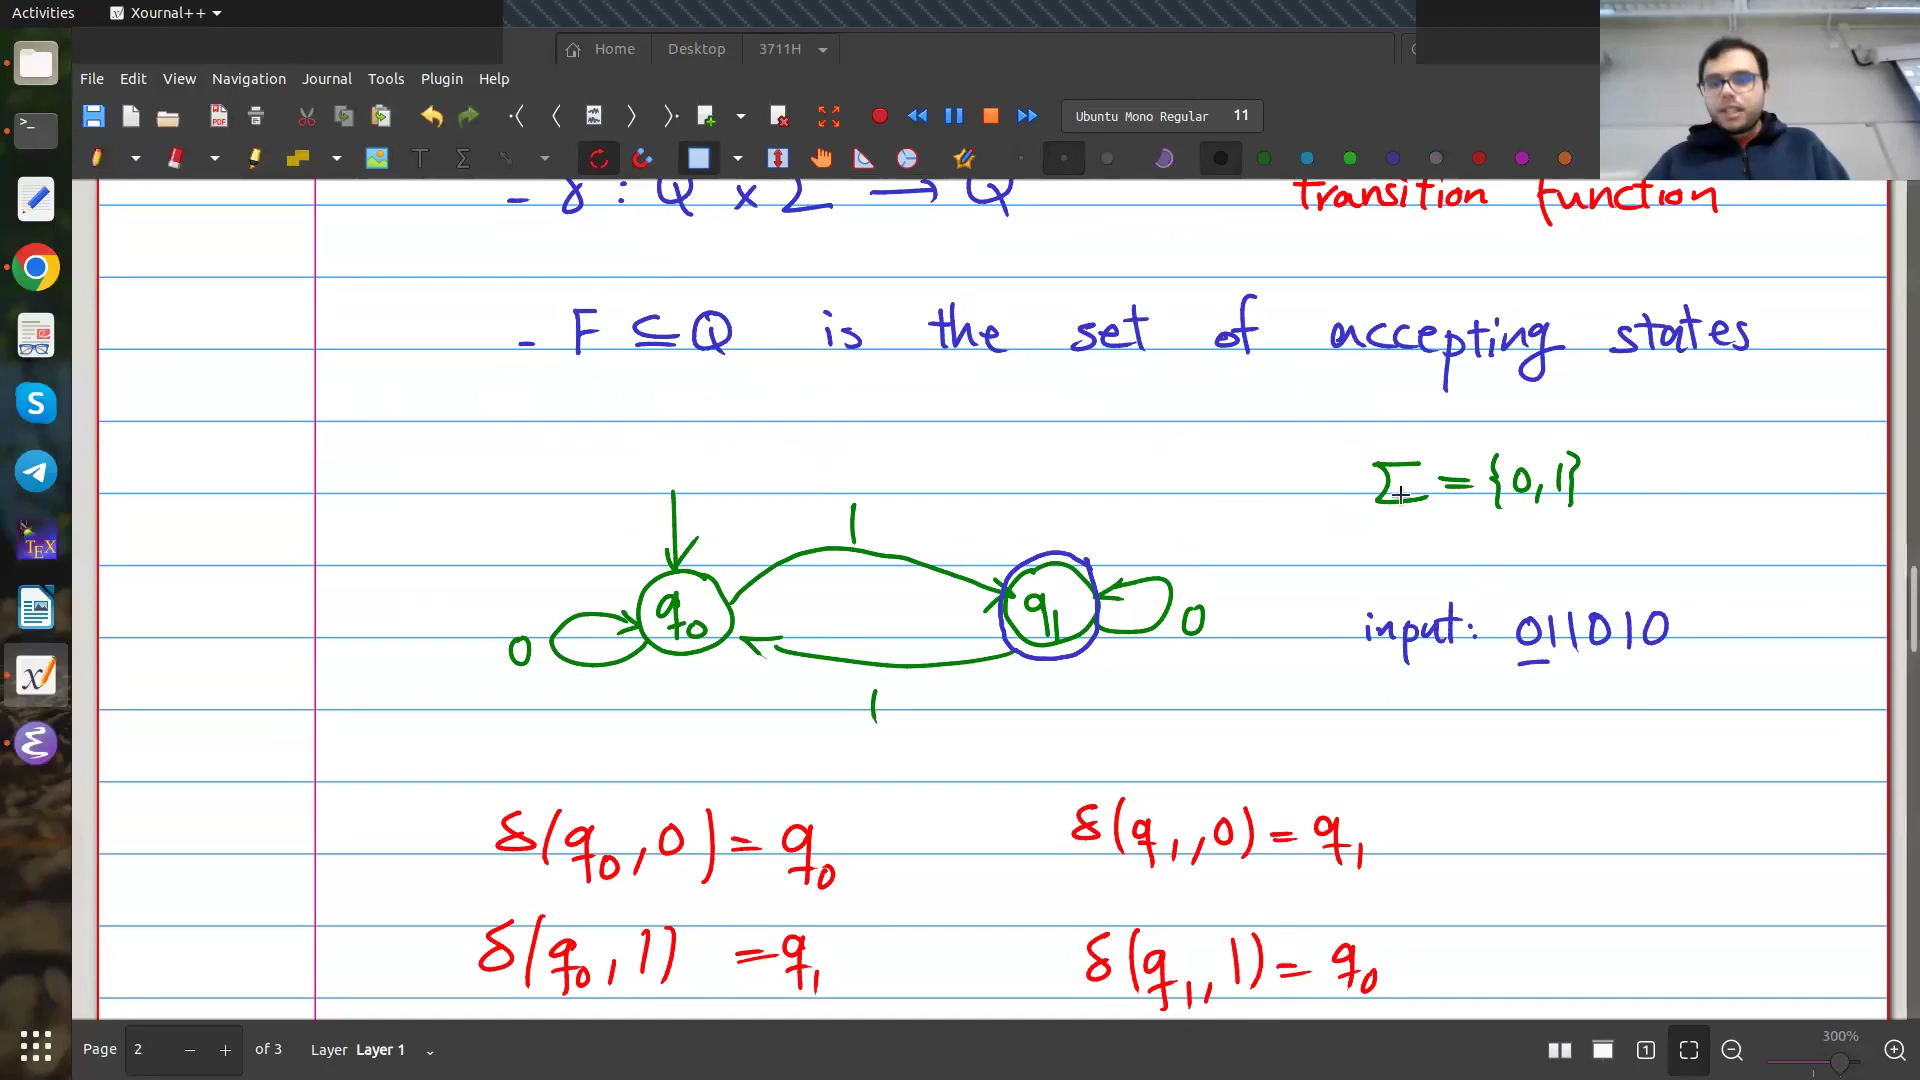 Activities Xournal++
Home Desktop 3711H
File Edit View Navigation Journal Tools Plugin Help
Ubuntu Mono Regular 11
- δ : Q × Σ → Q transition function
- F ⊆ Q is the set of accepting states
Σ = {0,1}
1
q0 q1
0 0
input: 011010
1
δ(q0,0) = q0 δ(q1,0) = q1
δ(q0,1) = q1 δ(q1,1) = q0
Page 2 - + of 3 Layer Layer 1
300%